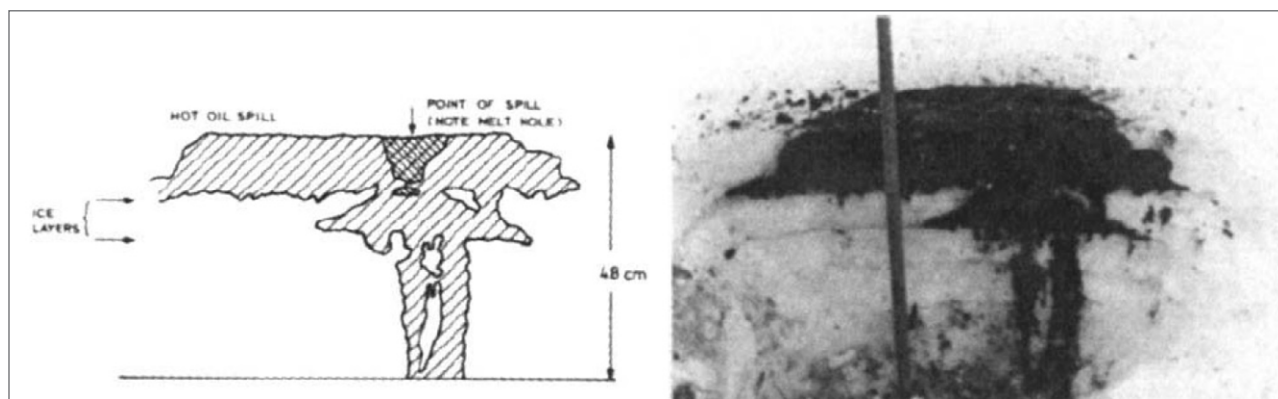 HOT OIL SPILL
POINT OF SPILL
(NOTE MELT HOLE)
ICE
LAYERS
48 cm